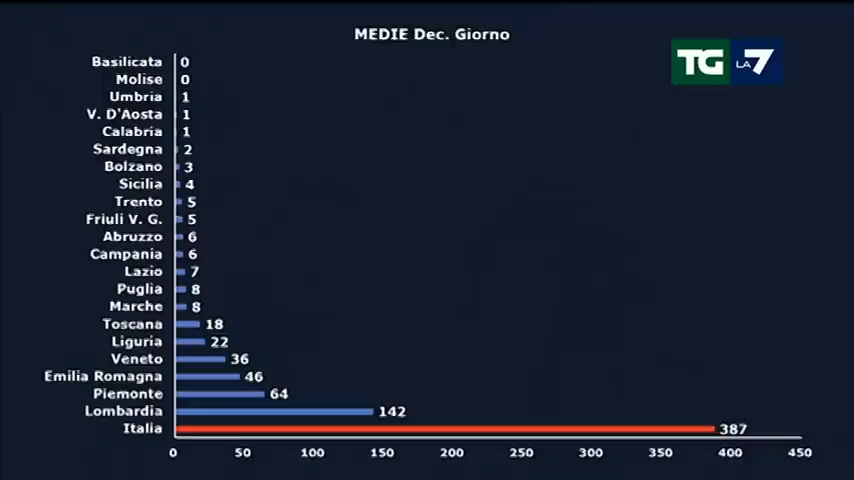 MEDIE Dec. Giorno
TG LA 7
Basilicata 0
Molise 0
Umbria 1
V. D'Aosta 1
Calabria 1
Sardegna 2
Bolzano 3
Sicilia 4
Trento 5
Friuli V. G. 5
Abruzzo 6
Campania 6
Lazio 7
Puglia 8
Marche 8
Toscana 18
Liguria 22
Veneto 36
Emilia Romagna 46
Piemonte 64
Lombardia 142
Italia 387
0 50 100 150 200 250 300 350 400 450